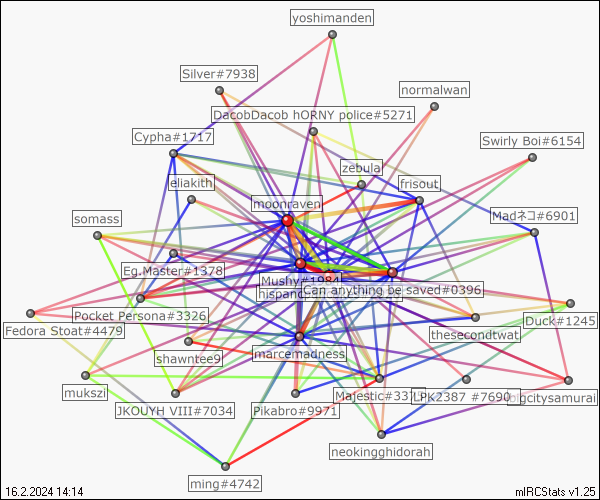 yoshimanden
Silver#7938
normalwan
DacobDacob hORNY police#5271
Cypha#1717
Swirly Boi#6154
zebula
eliakith
frisout
moonraven
somass
Madネコ#6901
Eg.Master#1378
Mushy#1984
Can anything be saved#0396
Pocket Persona#3326
Fedora Stoat#4479
Duck#1245
thesecondtwat
marcemadness
shawntee9
mukszi
JKOUYH VIII#7034
Pikabro#9971
LPK2387 #7690
bigcitysamurai
neokingghidorah
ming#4742
16.2.2024 14:14
mIRCStats v1.25